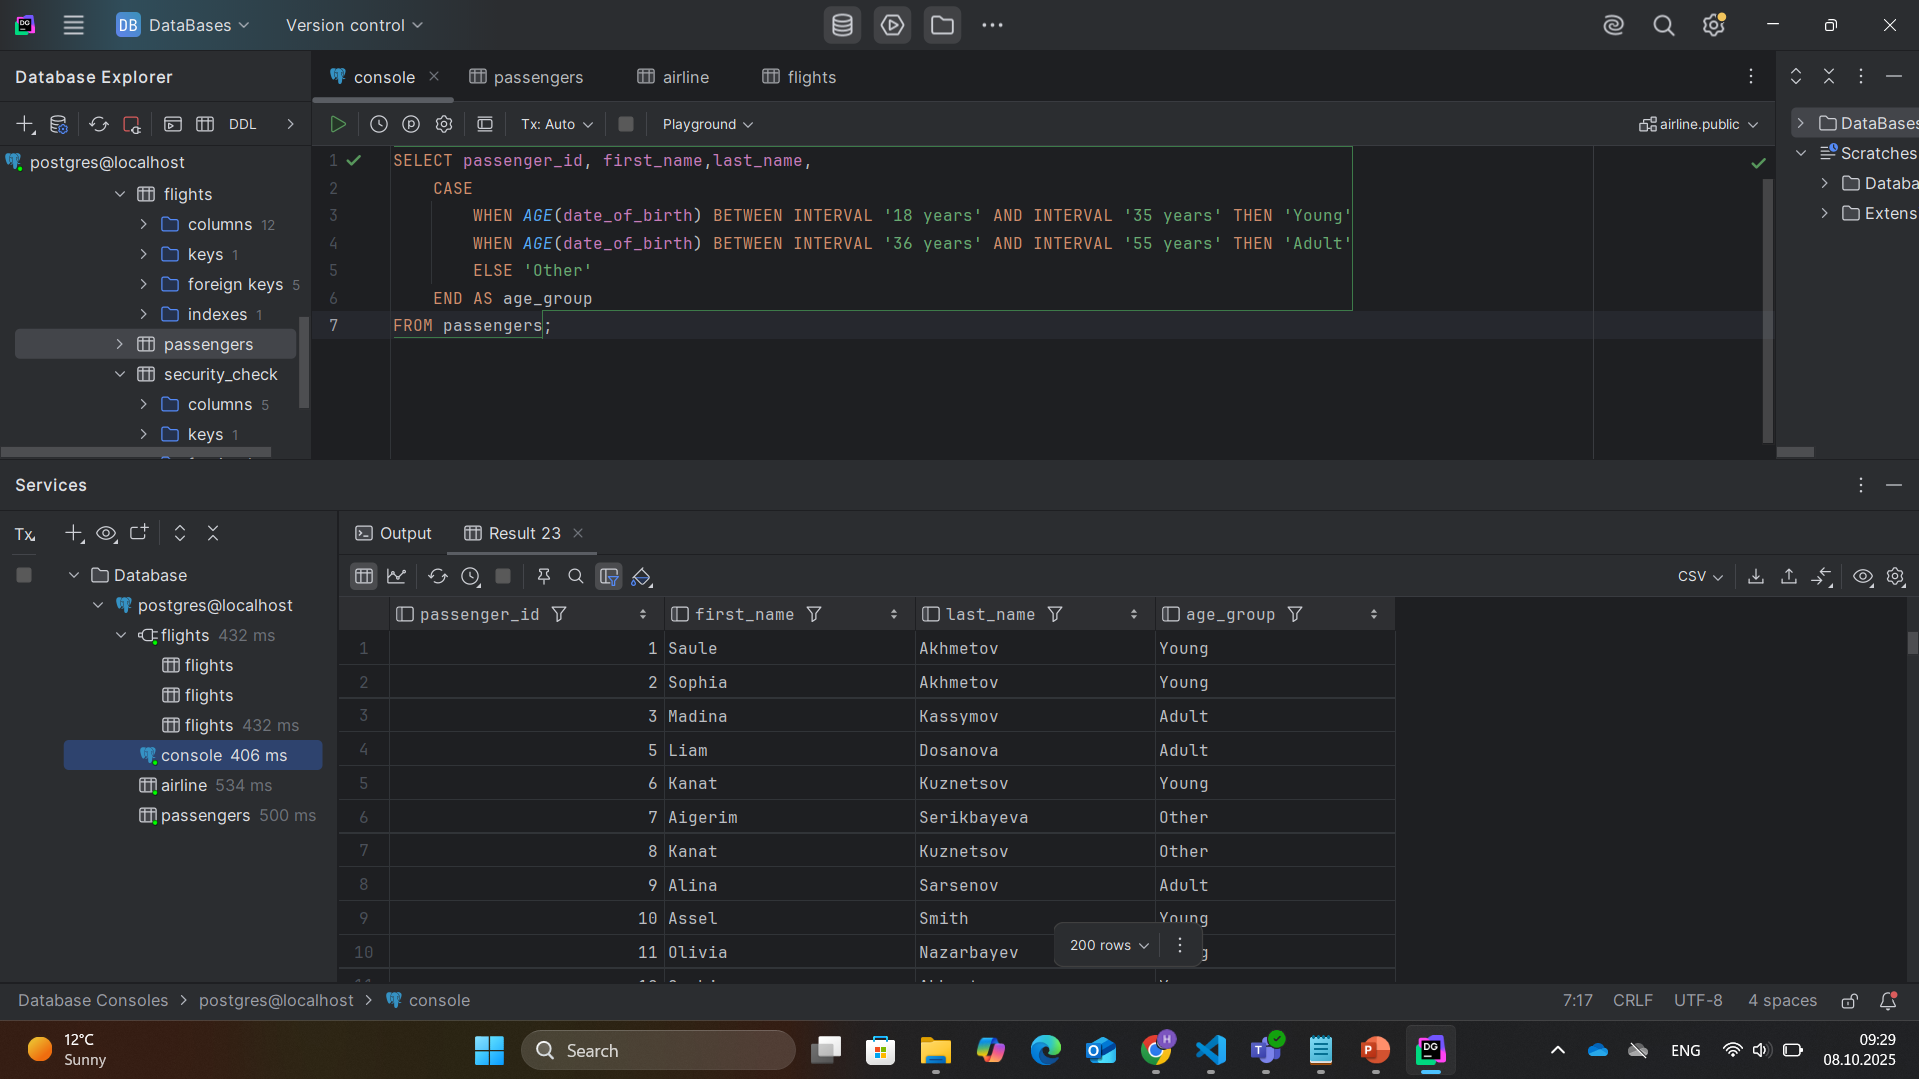 DB DataBases
Version control
Database Explorer
console
passengers
airline
flights
DDL
Tx: Auto
Playground
airline.public
DataBases
postgres@localhost
flights
columns 12
keys 1
foreign keys 5
indexes 1
passengers
security_check
columns 5
keys 1
1 SELECT passenger_id, first_name,last_name,
2 CASE
3 WHEN AGE(date_of_birth) BETWEEN INTERVAL '18 years' AND INTERVAL '35 years' THEN 'Young'
4 WHEN AGE(date_of_birth) BETWEEN INTERVAL '36 years' AND INTERVAL '55 years' THEN 'Adult'
5 ELSE 'Other'
6 END AS age_group
7 FROM passengers;
Scratches
Databa
Extens
Services
Tx
Output
Result 23
Database
postgres@localhost
flights 432 ms
flights
flights
flights 432 ms
console 406 ms
airline 534 ms
passengers 500 ms
CSV
passenger_id first_name last_name age_group
1 1 Saule Akhmetov Young
2 2 Sophia Akhmetov Young
3 3 Madina Kassymov Adult
4 5 Liam Dosanova Adult
5 6 Kanat Kuznetsov Young
6 7 Aigerim Serikbayeva Other
7 8 Kanat Kuznetsov Other
8 9 Alina Sarsenov Adult
9 10 Assel Smith Young
10 11 Olivia Nazarbayev
200 rows
Database Consoles > postgres@localhost > console
7:17 CRLF UTF-8 4 spaces
12°C
Sunny
Search
ENG
09:29
08.10.2025